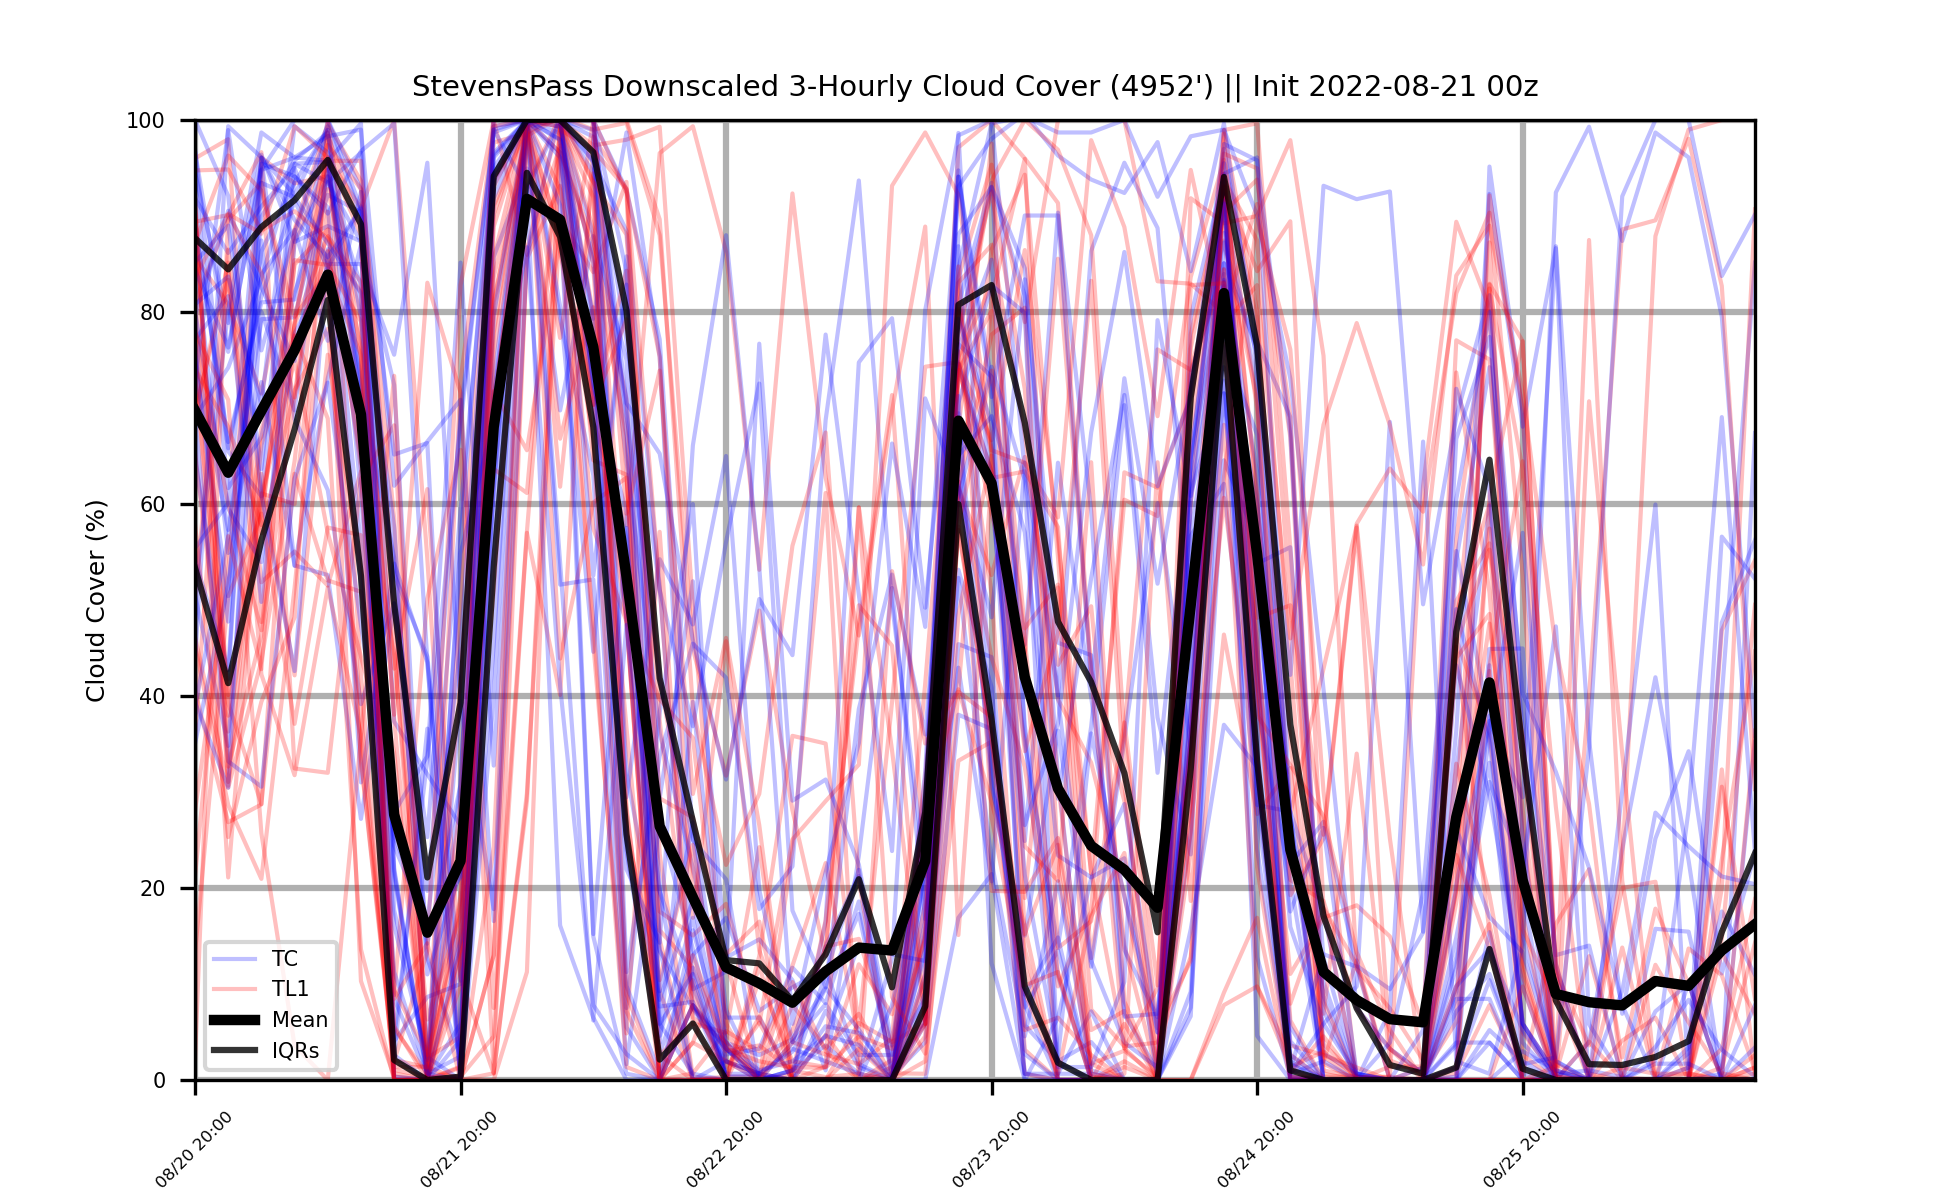 StevensPass Downscaled 3-Hourly Cloud Cover (4952') || Init 2022-08-21 00z
Cloud Cover (%)
100
80
60
40
20
0
TC
TL1
Mean
IQRs
08/20 20:00
08/21 20:00
08/22 20:00
08/23 20:00
08/24 20:00
08/25 20:00